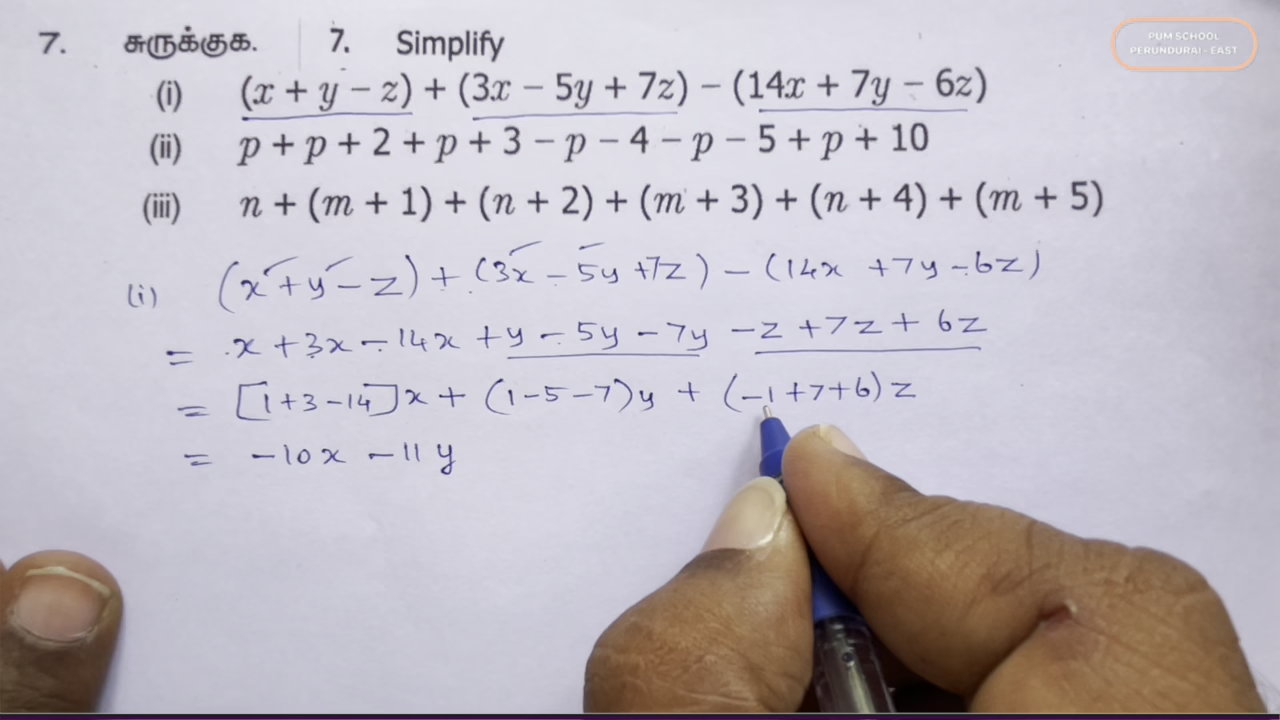 PUM SCHOOL
PERUNDURAI - EAST
7. சுருக்குக. 7. Simplify
(i) (x + y − z) + (3x − 5y + 7z) − (14x + 7y − 6z)
(ii) p + p + 2 + p + 3 − p − 4 − p − 5 + p + 10
(iii) n + (m + 1) + (n + 2) + (m + 3) + (n + 4) + (m + 5)
(i) (x + y − z) + (3x − 5y + 7z) − (14x + 7y − 6z)
= x + 3x − 14x + y − 5y − 7y − z + 7z + 6z
= [1 + 3 − 14]x + (1 − 5 − 7)y + (−1 + 7 + 6)z
= −10x − 11y